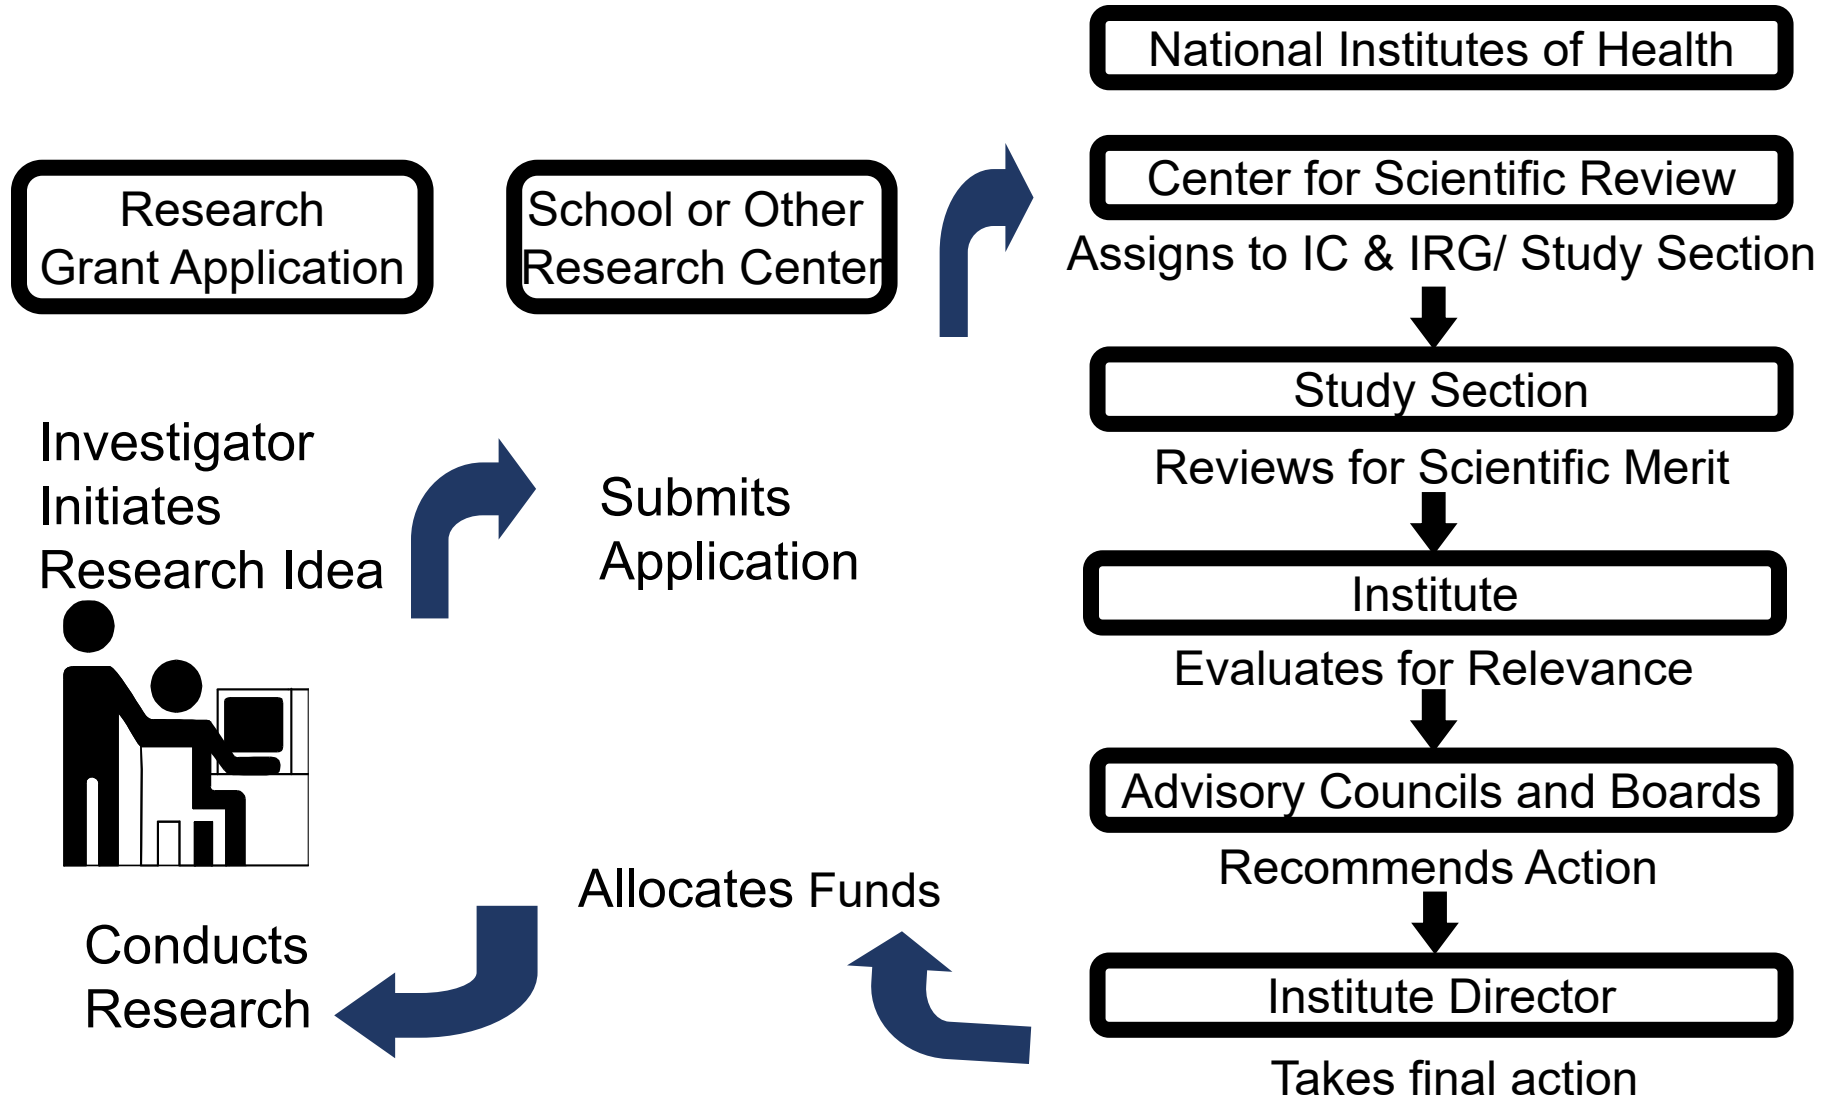 National Institutes of Health
Research
Grant Application
School or Other
Research Center
Center for Scientific Review
Assigns to IC & IRG/ Study Section
Study Section
Reviews for Scientific Merit
Investigator
Initiates
Research Idea
Submits
Application
Institute
Evaluates for Relevance
Advisory Councils and Boards
Recommends Action
Allocates Funds
Conducts
Research
Institute Director
Takes final action